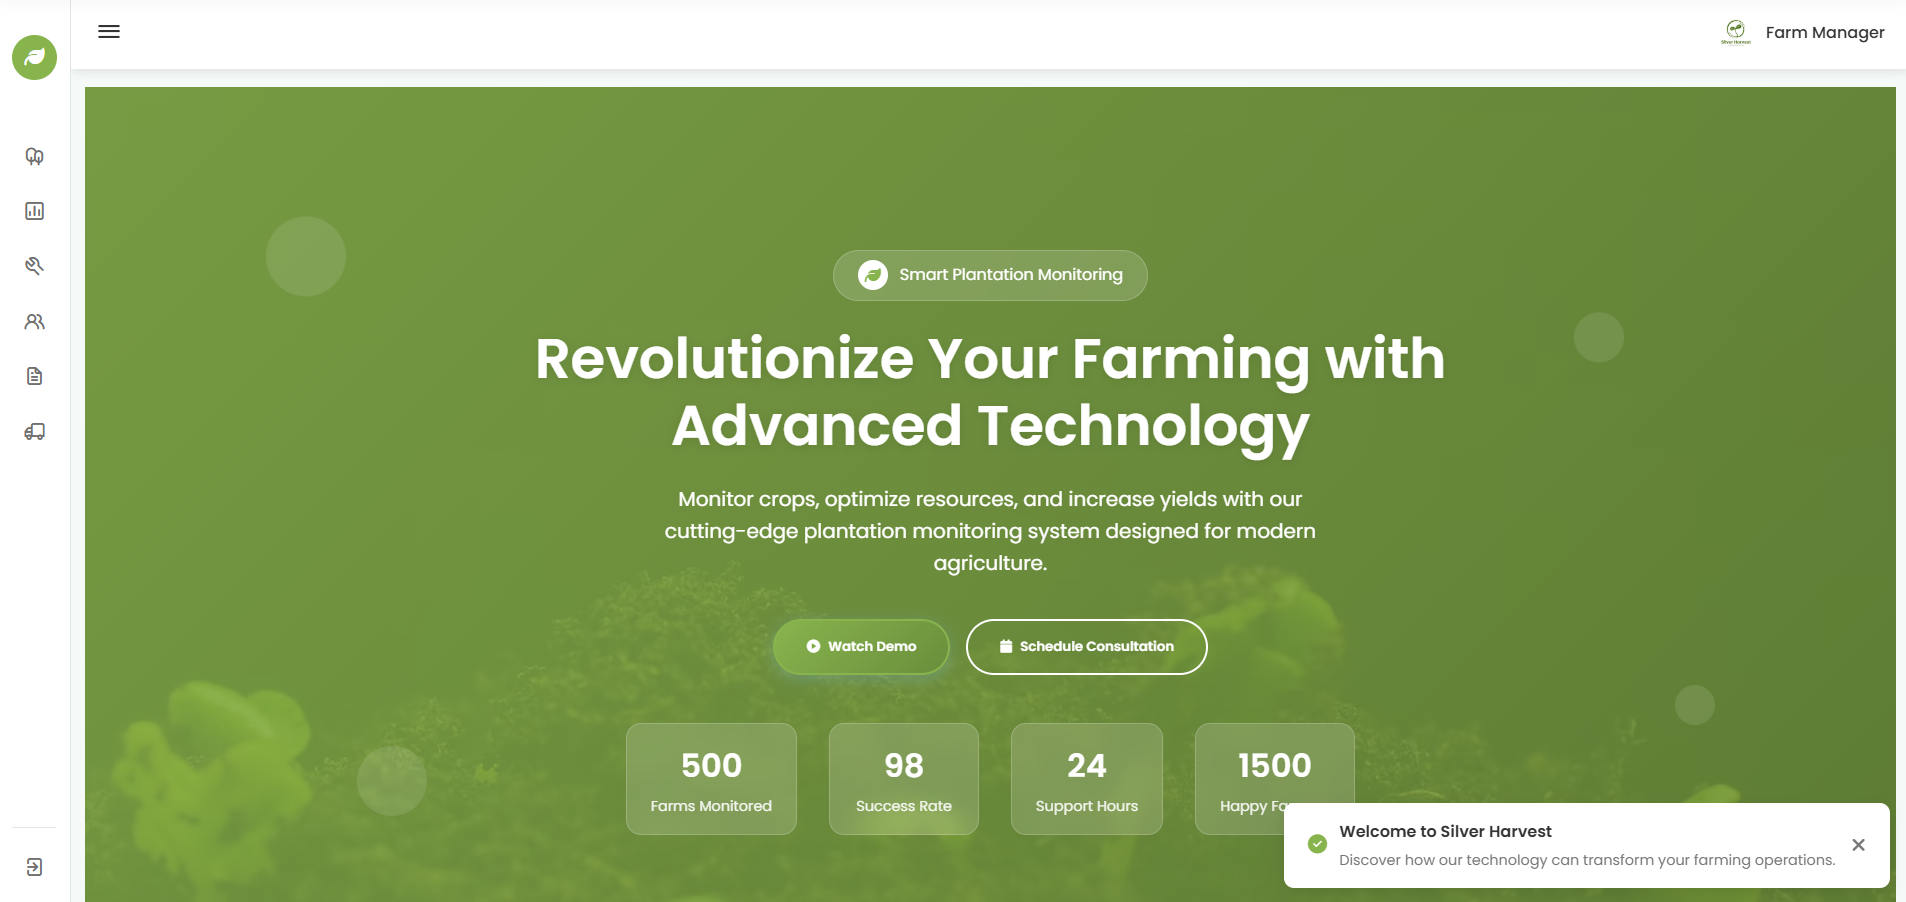 Silver Harvest
Farm Manager
Smart Plantation Monitoring
Revolutionize Your Farming with
Advanced Technology
Monitor crops, optimize resources, and increase yields with our
cutting-edge plantation monitoring system designed for modern
agriculture.
Watch Demo
Schedule Consultation
500
Farms Monitored
98
Success Rate
24
Support Hours
1500
Happy
Welcome to Silver Harvest
Discover how our technology can transform your farming operations.